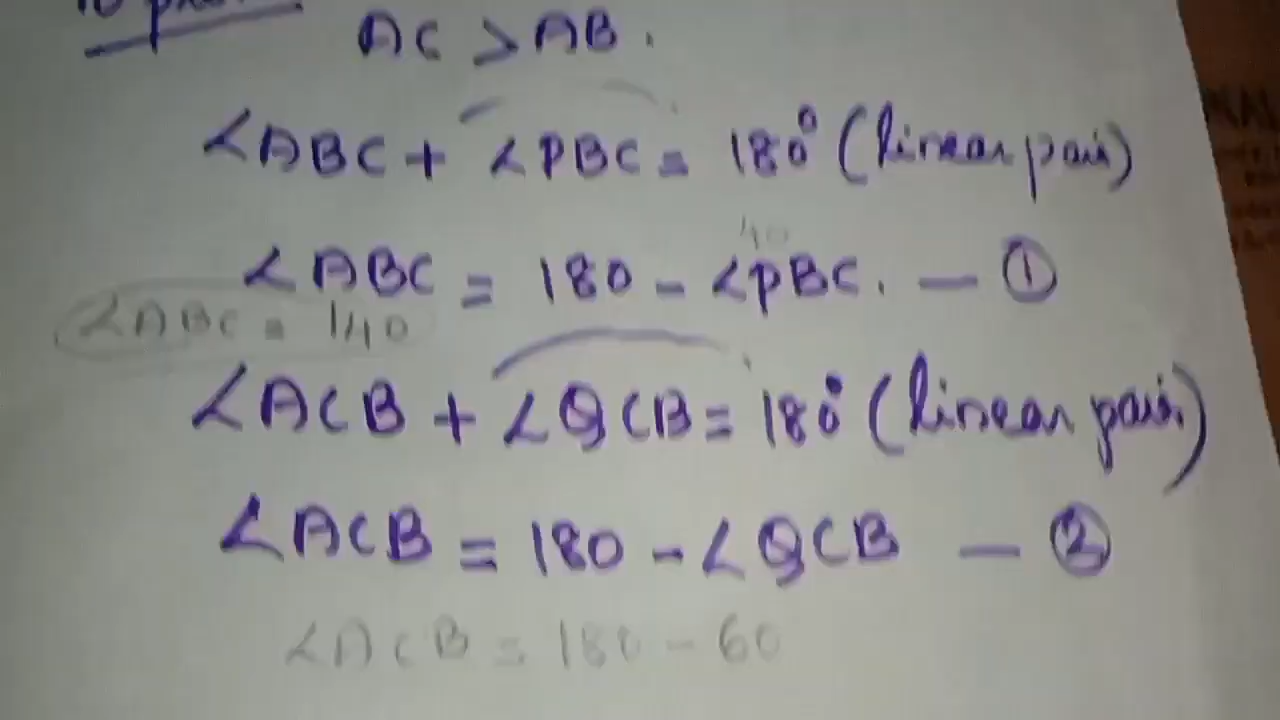 AC > AB.
∠ABC + ∠PBC = 180° (linear pair)
40
∠ABC = 180 - ∠PBC. — ①
∠ABC = 140
∠ACB + ∠QCB = 180° (linear pair)
∠ACB = 180 - ∠QCB — ②
∠ACB = 180 - 60